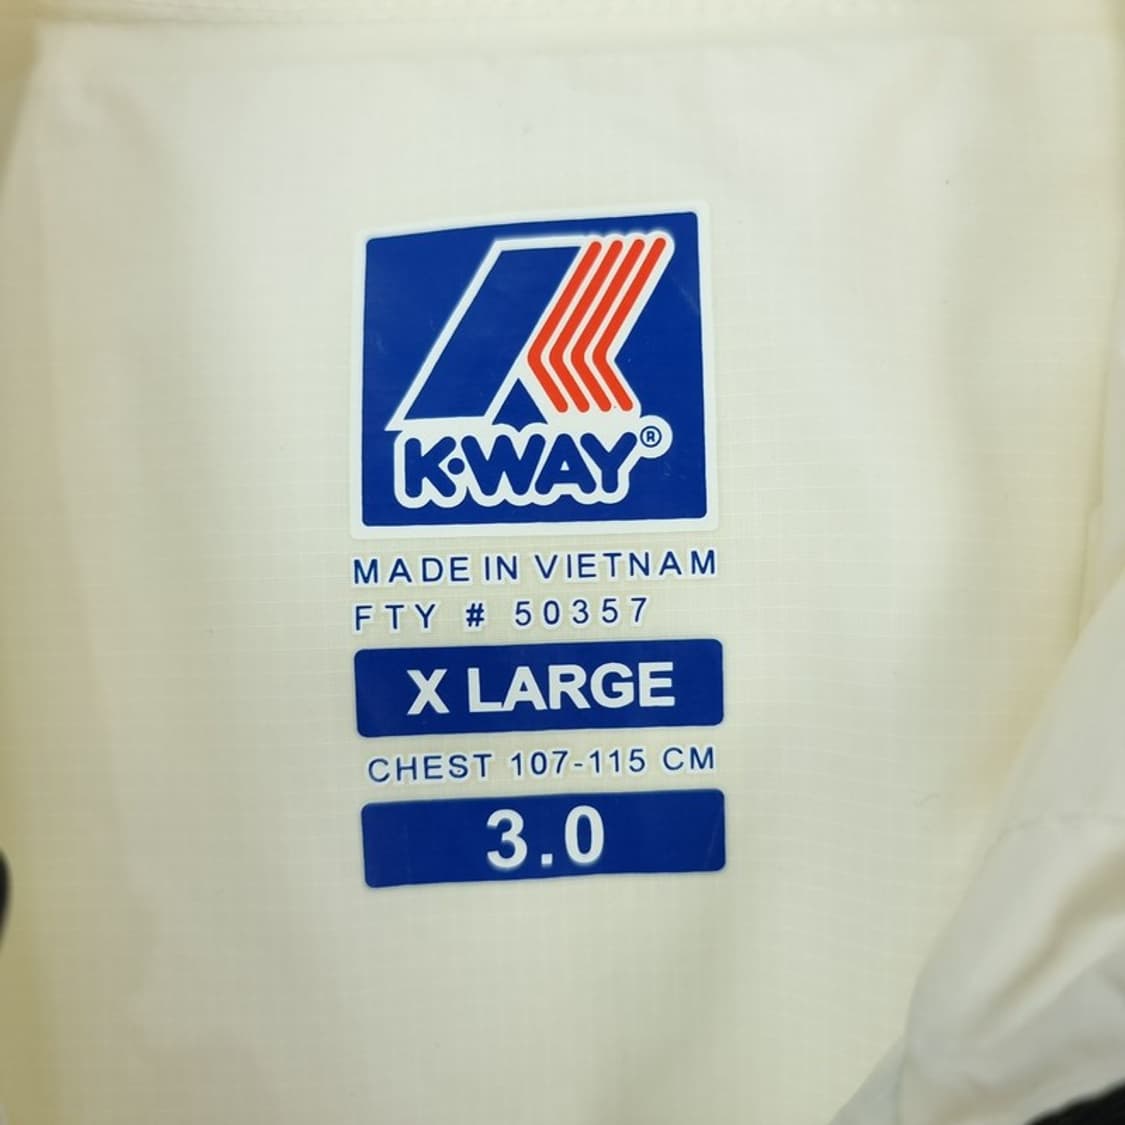 K·WAY®
MADE IN VIETNAM
FTY # 50357
X LARGE
CHEST 107-115 CM
3.0